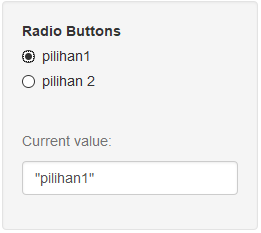 Radio Buttons
pilihan1
pilihan 2
Current value:
"pilihan1"